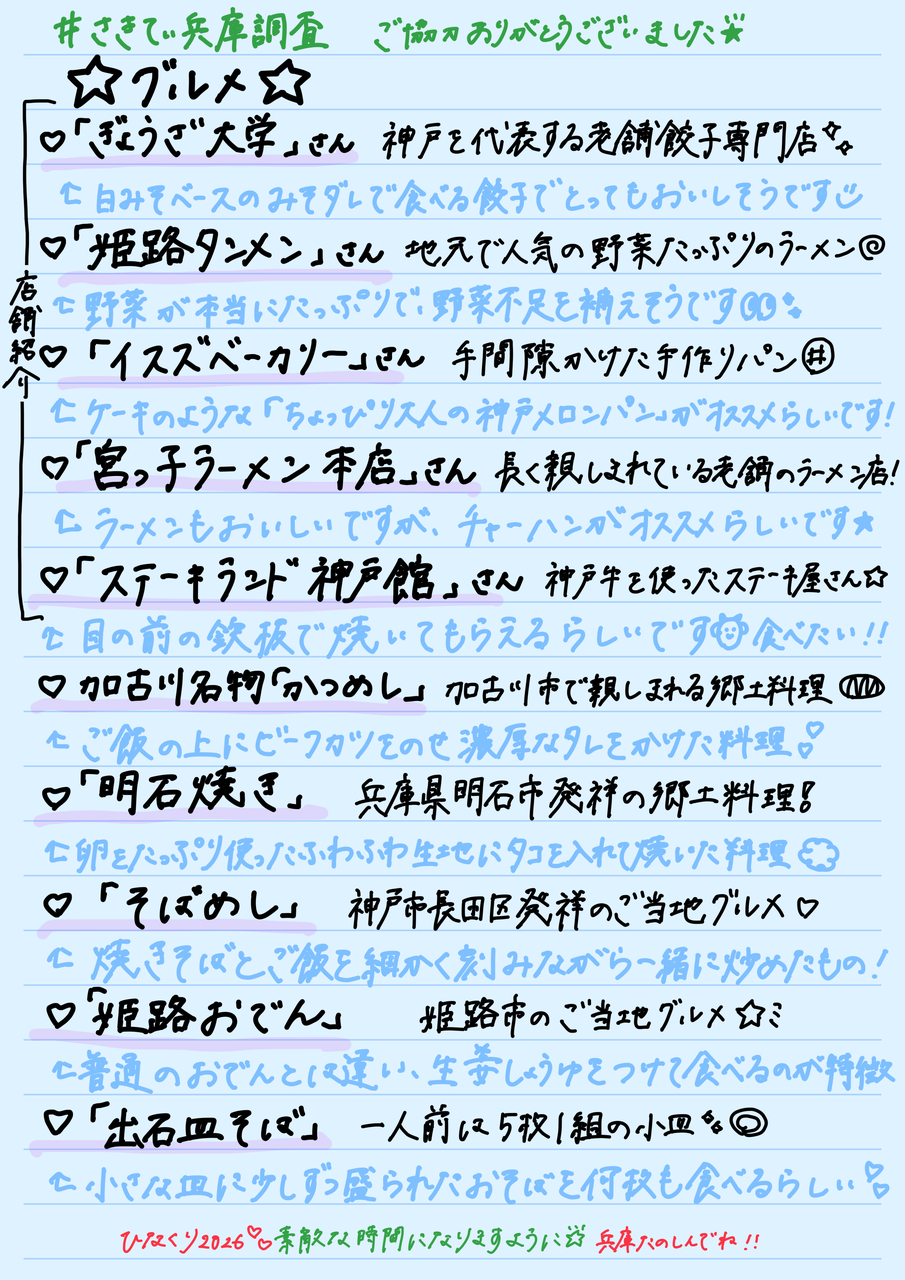 #さきてぃ兵庫調査 ご協力ありがとうございました☆
☆グルメ☆
店舗紹介
♡「ぎょうざ大学」さん 神戸を代表する老舗餃子専門店
←白みそベースのみそダレで食べる餃子でとってもおいしそうです
♡「姫路タンメン」さん 地元で人気の野菜たっぷりのラーメン
←野菜が本当にたっぷりで、野菜不足を補えそうです
♡「イスズベーカリー」さん 手間隙かけた手作りパン
←ケーキのような「ちょっぴり大人の神戸メロンパン」がオススメらしいです!
♡「宮っ子ラーメン本店」さん 長く親しまれている老舗のラーメン店!
←ラーメンもおいしいですが、チャーハンがオススメらしいです★
♡「ステーキランド神戸館」さん 神戸牛を使ったステーキ屋さん☆
←目の前の鉄板で焼いてもらえるらしいです 食べたい!!
♡加古川名物「かつめし」 加古川市で親しまれる郷土料理
←ご飯の上にビーフカツをのせ濃厚なタレをかけた料理
♡「明石焼き」 兵庫県明石市発祥の郷土料理!
←卵をたっぷり使ったふわふわ生地にタコを入れて焼いた料理
♡「そばめし」 神戸市長田区発祥のご当地グルメ♡
←焼きそばとご飯を細かく刻みながら一緒に炒めたもの!
♡「姫路おでん」 姫路市のご当地グルメ☆
←普通のおでんとは違い、生姜しょうゆをつけて食べるのが特徴
♡「出石皿そば」 一人前は5枚1組の小皿
←小さな皿に少しずつ盛られたおそばを何枚も食べるらしい♡
ひなくり2026♡♡素敵な時間になりますように☆ 兵庫たのしんでね!!